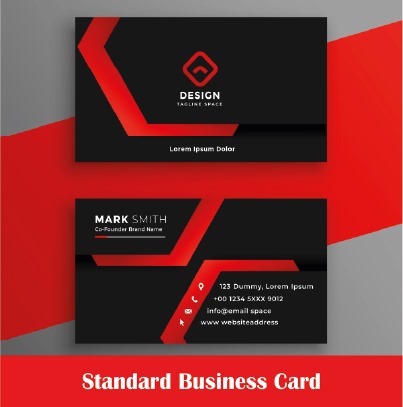 DESIGN
TAGLINE SPACE
Lorem Ipsum Dolor
MARK SMITH
Co-Founder Brand Name
123 Dummy, Lorem Ipsum
+00 1234 5XXX 9012
info@email space
www websiteaddress
Standard Business Card